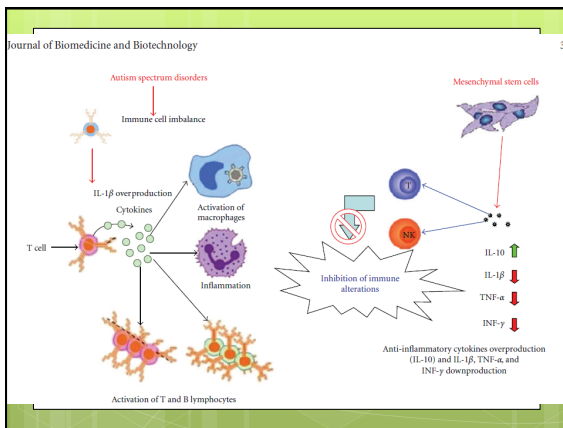 Journal of Biomedicine and Biotechnology
3
Autism spectrum disorders
Immune cell imbalance
IL-1β overproduction
Cytokines
T cell
Activation of
macrophages
Inflammation
Activation of T and B lymphocytes
Mesenchymal stem cells
T
NK
Inhibition of immune
alterations
IL-10
IL-1β
TNF-α
INF-γ
Anti-inflammatory cytokines overproduction
(IL-10) and IL-1β, TNF-α, and
INF-γ downproduction